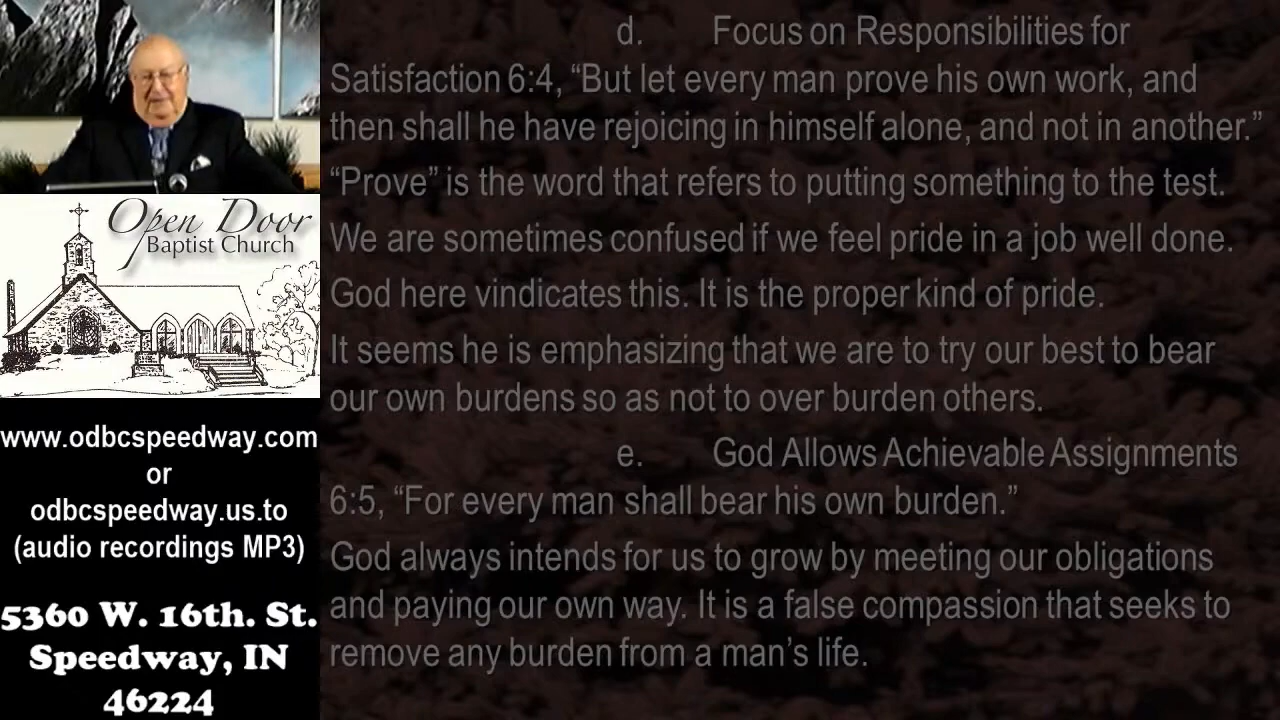 Open Door
Baptist Church
www.odbcspeedway.com
or
odbcspeedway.us.to
(audio recordings MP3)
5360 W. 16th. St.
Speedway, IN
46224
d. Focus on Responsibilities for
Satisfaction 6:4, “But let every man prove his own work, and
then shall he have rejoicing in himself alone, and not in another.”
“Prove” is the word that refers to putting something to the test.
We are sometimes confused if we feel pride in a job well done.
God here vindicates this. It is the proper kind of pride.
It seems he is emphasizing that we are to try our best to bear
our own burdens so as not to over burden others.
e. God Allows Achievable Assignments
6:5, “For every man shall bear his own burden.”
God always intends for us to grow by meeting our obligations
and paying our own way. It is a false compassion that seeks to
remove any burden from a man’s life.